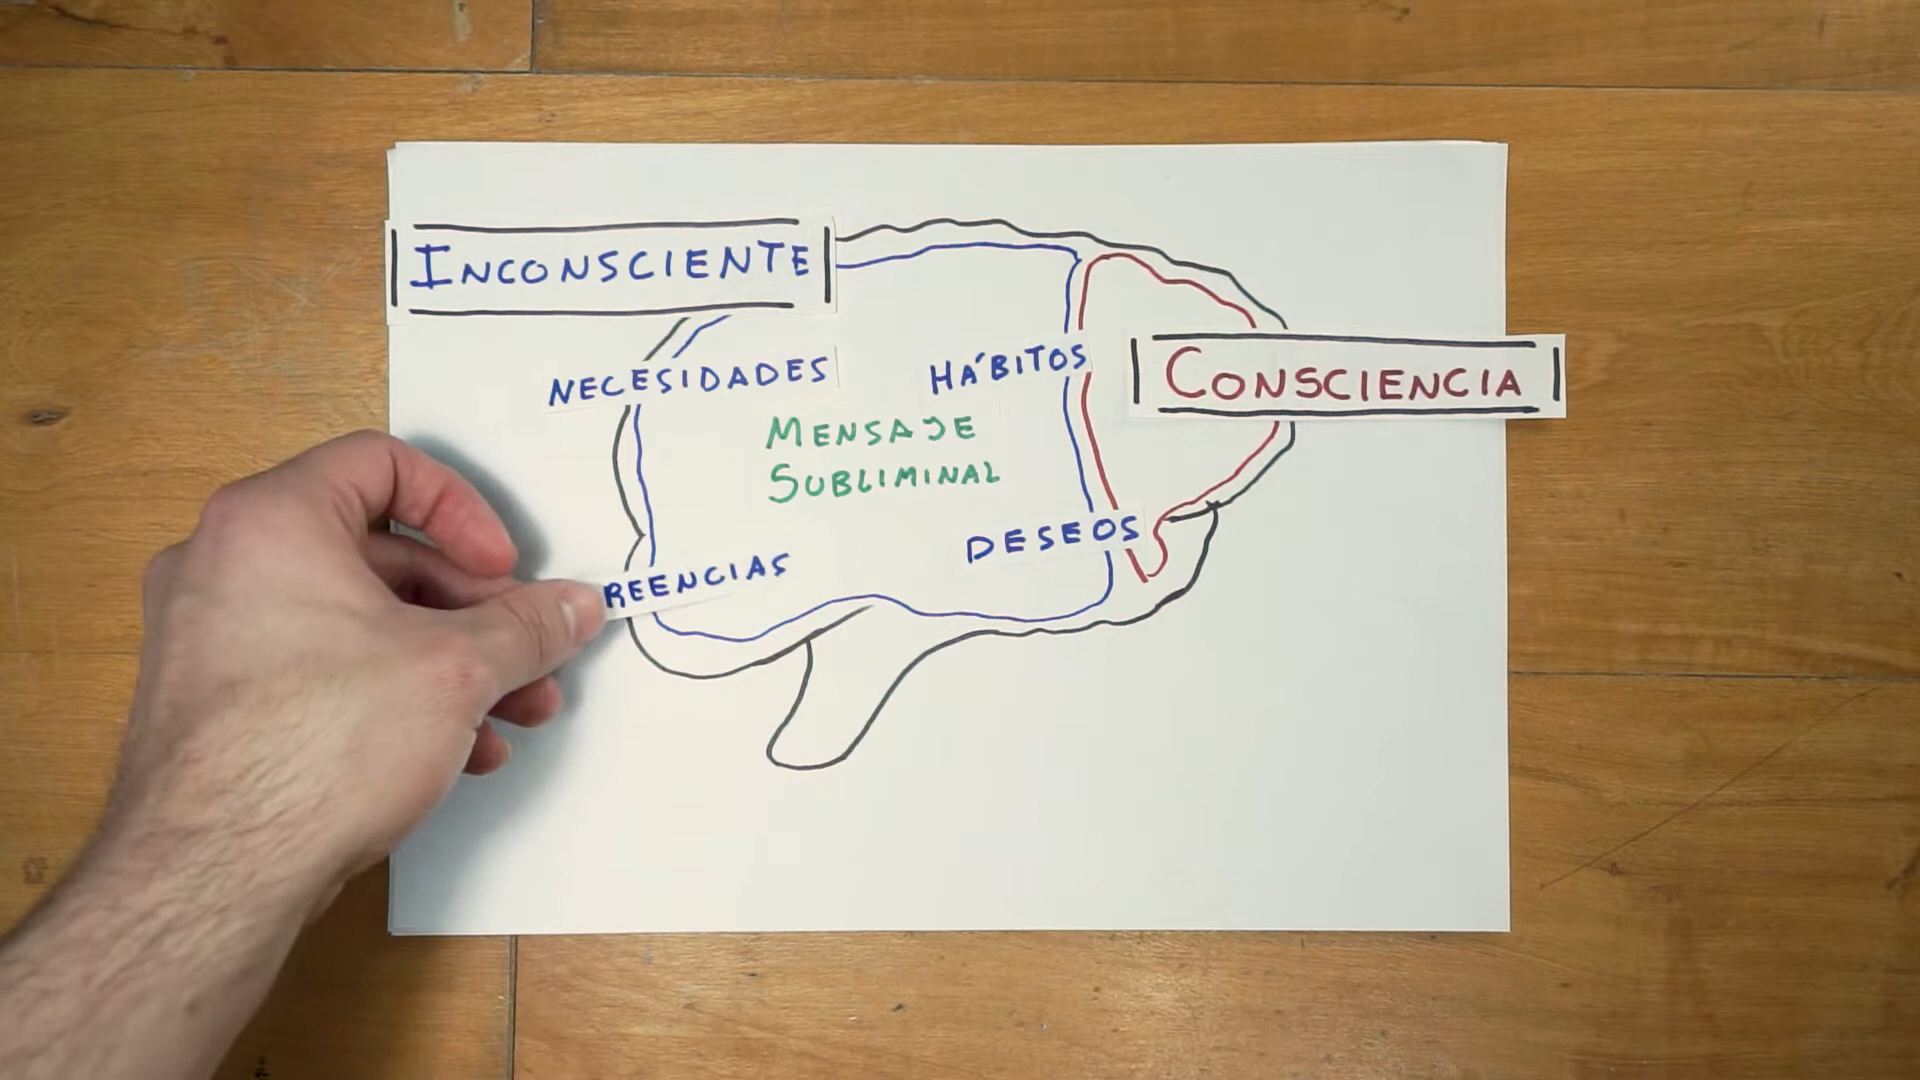 INCONSCIENTE
NECESIDADES
HÁBITOS
CONSCIENCIA
MENSAJE
SUBLIMINAL
DESEOS
REENCIAS